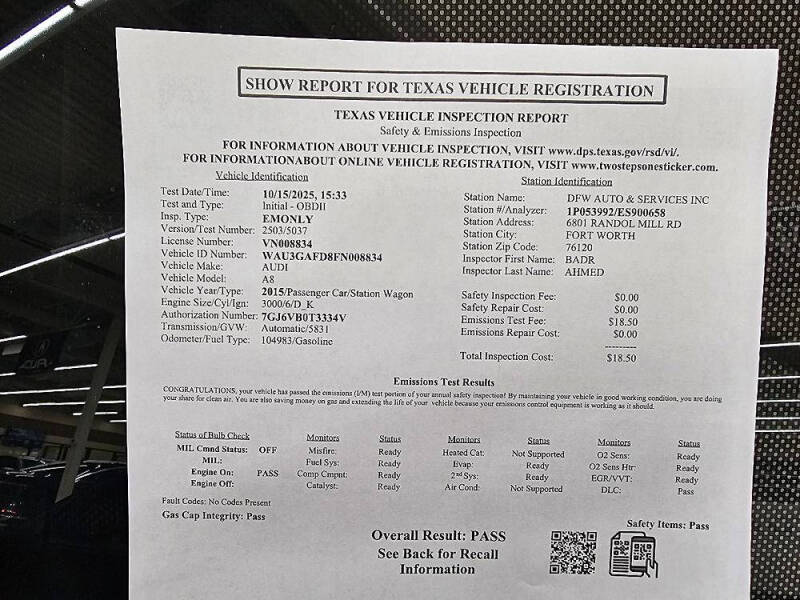 SHOW REPORT FOR TEXAS VEHICLE REGISTRATION
TEXAS VEHICLE INSPECTION REPORT
Safety & Emissions Inspection
FOR INFORMATION ABOUT VEHICLE INSPECTION, VISIT www.dps.texas.gov/rsd/vi/.
FOR INFORMATIONABOUT ONLINE VEHICLE REGISTRATION, VISIT www.twostepsonesticker.com.
Vehicle Identification
Test Date/Time: 10/15/2025, 15:33
Test and Type: Initial - OBDII
Insp. Type: EMONLY
Version/Test Number: 2503/5037
License Number: VN008834
Vehicle ID Number: WAU3GAFD8FN008834
Vehicle Make: AUDI
Vehicle Model: A8
Vehicle Year/Type: 2015/Passenger Car/Station Wagon
Engine Size/Cyl/Ign: 3000/6/D_K
Authorization Number: 7GJ6VB0T3334V
Transmission/GVW: Automatic/5831
Odometer/Fuel Type: 104983/Gasoline
Station Identification
Station Name: DFW AUTO & SERVICES INC
Station #/Analyzer: 1P053992/ES900658
Station Address: 6801 RANDOL MILL RD
Station City: FORT WORTH
Station Zip Code: 76120
Inspector First Name: BADR
Inspector Last Name: AHMED
Safety Inspection Fee: $0.00
Safety Repair Cost: $0.00
Emissions Test Fee: $18.50
Emissions Repair Cost: $0.00
----------
Total Inspection Cost: $18.50
Emissions Test Results
CONGRATULATIONS, your vehicle has passed the emissions (I/M) test portion of your annual safety inspection! By maintaining your vehicle in good working condition, you are doing
your share for clean air. You are also saving money on gas and extending the life of your vehicle because your emissions control equipment is working as it should.
Status of Bulb Check Monitors Status Monitors Status Monitors Status
MIL Cmnd Status: OFF Misfire: Ready Heated Cat: Not Supported O2 Sens: Ready
MIL: Fuel Sys: Ready Evap: Ready O2 Sens Htr: Ready
Engine On: PASS Comp Cmpnt: Ready 2nd Sys: Ready EGR/VVT: Ready
Engine Off: Catalyst: Ready Air Cond: Not Supported DLC: Pass
Fault Codes: No Codes Present
Gas Cap Integrity: Pass
Safety Items: Pass
Overall Result: PASS
See Back for Recall
Information